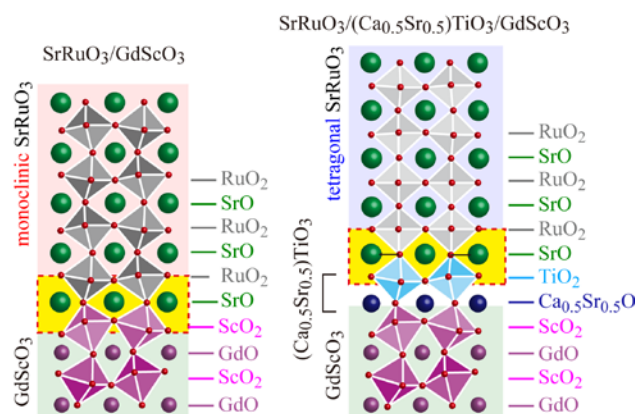 SrRuO3/GdScO3
monoclinic SrRuO3
GdScO3
RuO2
SrO
RuO2
SrO
RuO2
SrO
ScO2
GdO
ScO2
GdO
SrRuO3/(Ca0.5Sr0.5)TiO3/GdScO3
tetragonal SrRuO3
(Ca0.5Sr0.5)TiO3
GdScO3
RuO2
SrO
RuO2
SrO
RuO2
SrO
TiO2
Ca0.5Sr0.5O
ScO2
GdO
ScO2
GdO